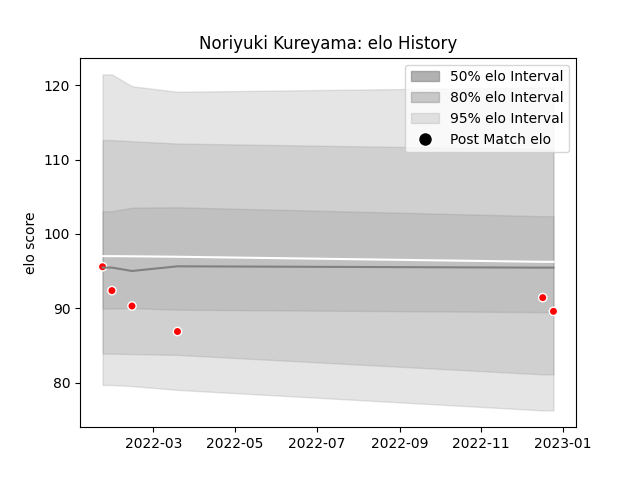 Noriyuki Kureyama: elo History
50% elo Interval
80% elo Interval
95% elo Interval
Post Match elo
elo score
120
110
100
90
80
2022-03 2022-05 2022-07 2022-09 2022-11 2023-01